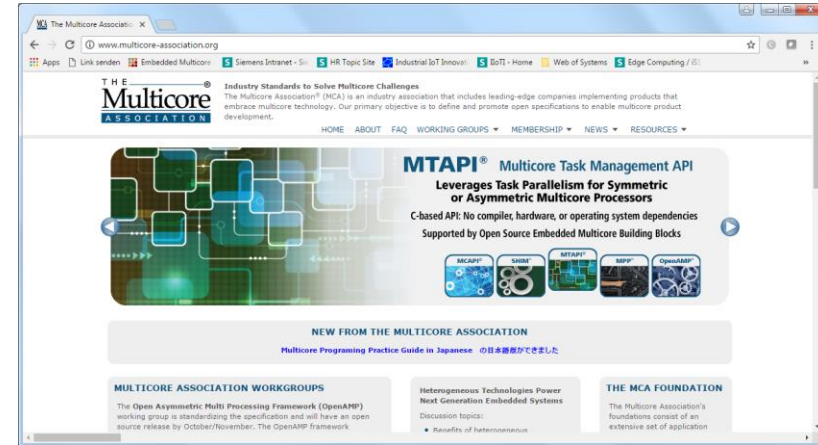 The Multicore Associatio
www.multicore-association.org
Apps Link senden Embedded Multicore Siemens Intranet - Sie HR Topic Site Industrial IoT Innovati IIoTI - Home Web of Systems Edge Computing /
THE
Multicore
ASSOCIATION
Industry Standards to Solve Multicore Challenges
The Multicore Association® (MCA) is an industry association that includes leading-edge companies implementing products that
embrace multicore technology. Our primary objective is to define and promote open specifications to enable multicore product
development.
HOME ABOUT FAQ WORKING GROUPS MEMBERSHIP NEWS RESOURCES
MTAPI® Multicore Task Management API
Leverages Task Parallelism for Symmetric
or Asymmetric Multicore Processors
C-based API: No compiler, hardware, or operating system dependencies
Supported by Open Source Embedded Multicore Building Blocks
MCAPI® SHIM® MTAPI® MPP® OpenAMP®
NEW FROM THE MULTICORE ASSOCIATION
Multicore Programing Practice Guide in Japanese の日本語版ができました
MULTICORE ASSOCIATION WORKGROUPS
The Open Asymmetric Multi Processing Framework (OpenAMP)
working group is standardizing the specification and will have an open
source release by October/November. The OpenAMP framework
Heterogeneous Technologies Power
Next Generation Embedded Systems
Discussion topics:
• Benefits of heterogeneous
THE MCA FOUNDATION
The Multicore Association's
foundations consist of an
extensive set of application